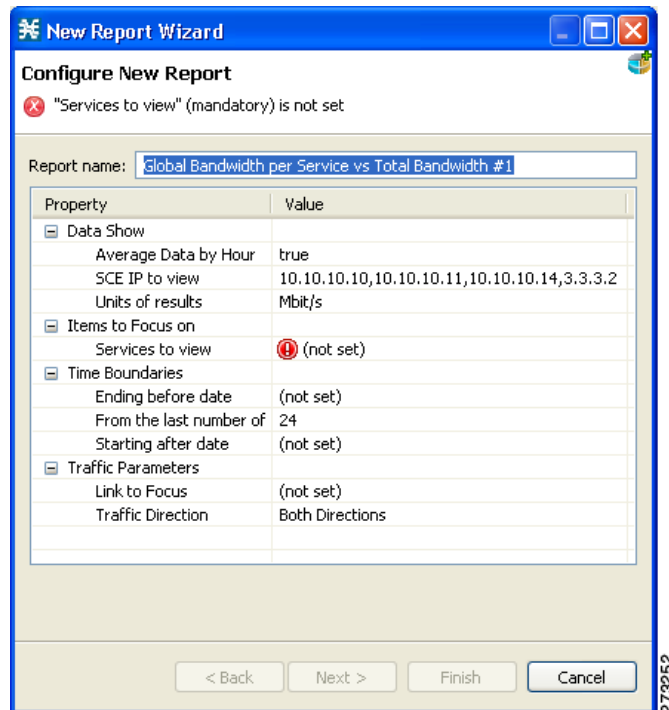 New Report Wizard
Configure New Report
"Services to view" (mandatory) is not set
Report name: Global Bandwidth per Service vs Total Bandwidth #1
Property Value
Data Show
Average Data by Hour true
SCE IP to view 10.10.10.10,10.10.10.11,10.10.10.14,3.3.3.2
Units of results Mbit/s
Items to Focus on
Services to view (not set)
Time Boundaries
Ending before date (not set)
From the last number of 24
Starting after date (not set)
Traffic Parameters
Link to Focus (not set)
Traffic Direction Both Directions
< Back Next > Finish Cancel
273252